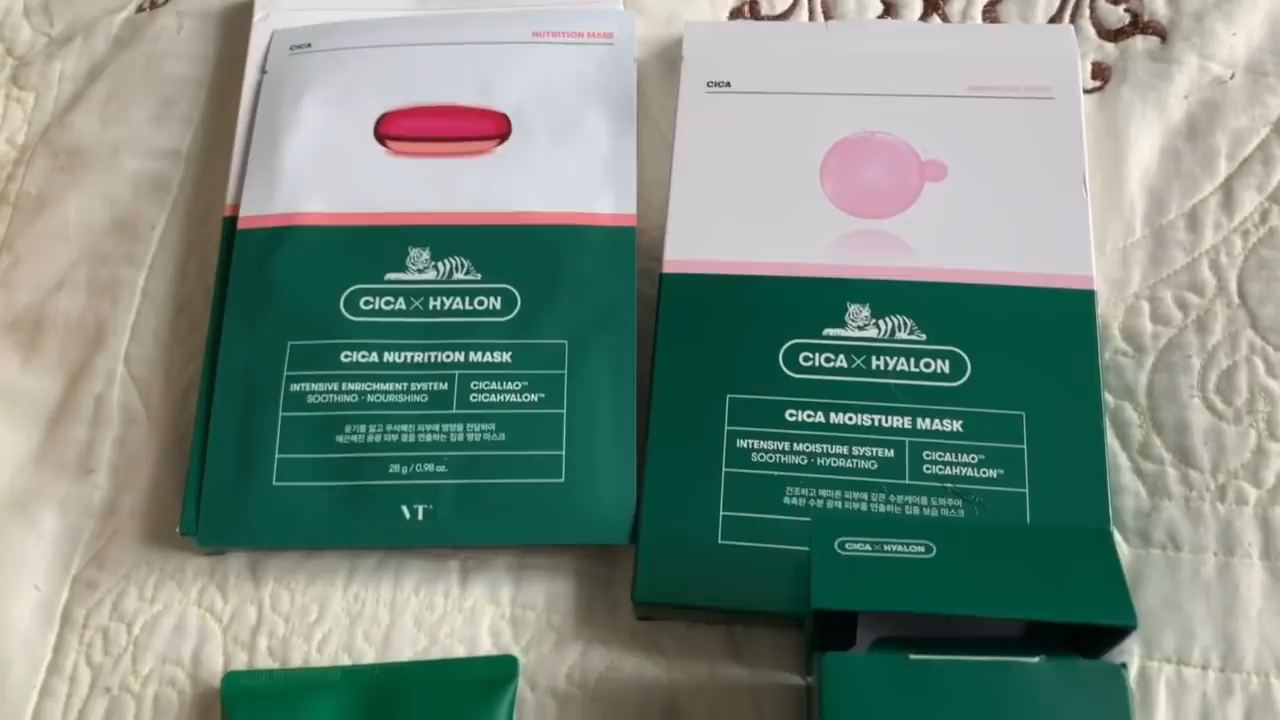 CICA
NUTRITION MASK
CICA X HYALON
CICA NUTRITION MASK
INTENSIVE ENRICHMENT SYSTEM
SOOTHING · NOURISHING
CICALIAO™
CICAHYALON™
윤기를 잃고 푸석해진 피부에 영양을 전달하여
매끈해진 윤광 피부 결을 연출하는 집중 영양 마스크
28 g / 0.98 oz.
VT
CICA
CICA X HYALON
CICA MOISTURE MASK
INTENSIVE MOISTURE SYSTEM
SOOTHING · HYDRATING
CICALIAO™
CICAHYALON™
건조하고 메마른 피부에 깊은 수분케어를 도와주어
촉촉한 수분 광채 피부를 연출하는 집중 보습 마스크
CICA X HYALON